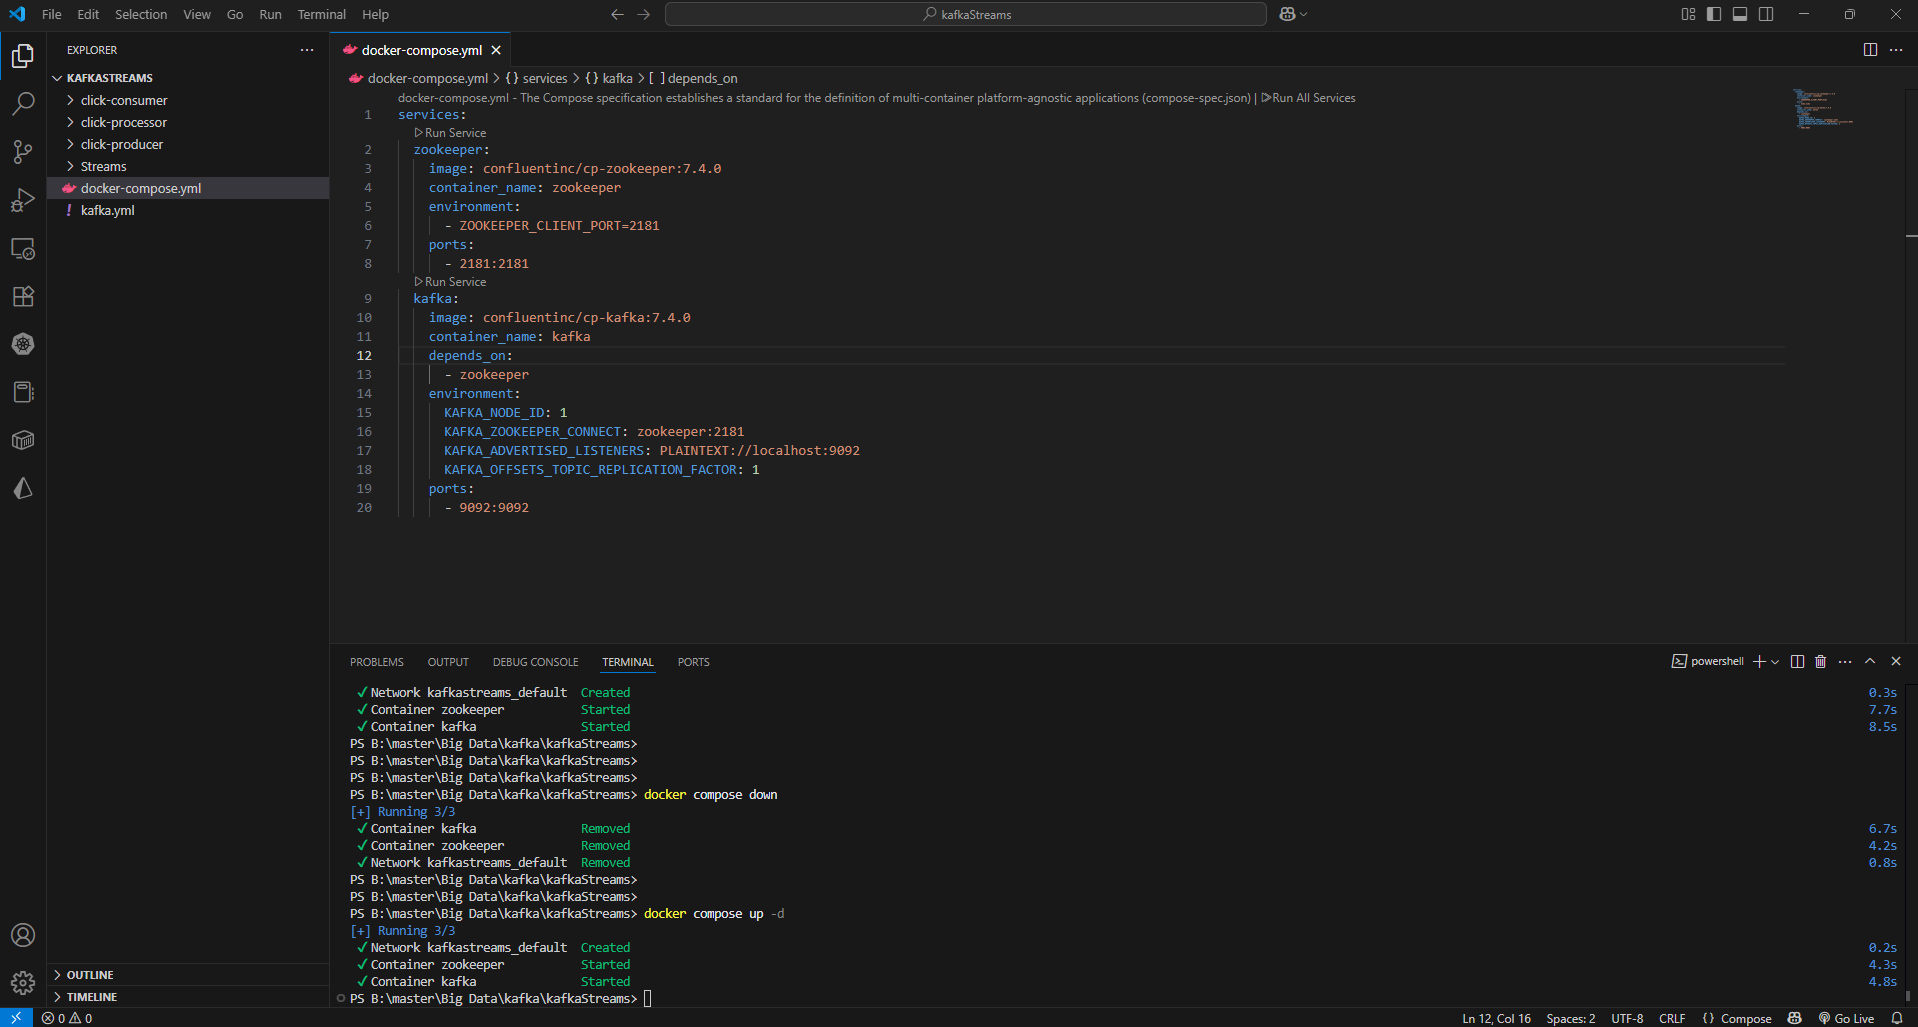 File Edit Selection View Go Run Terminal Help
kafkaStreams
EXPLORER
KAFKASTREAMS
click-consumer
click-processor
click-producer
Streams
docker-compose.yml
! kafka.yml
OUTLINE
TIMELINE
docker-compose.yml
docker-compose.yml > {} services > {} kafka > [ ] depends_on
docker-compose.yml - The Compose specification establishes a standard for the definition of multi-container platform-agnostic applications (compose-spec.json) | ▷Run All Services
1 services:
▷Run Service
2 zookeeper:
3 image: confluentinc/cp-zookeeper:7.4.0
4 container_name: zookeeper
5 environment:
6 - ZOOKEEPER_CLIENT_PORT=2181
7 ports:
8 - 2181:2181
▷Run Service
9 kafka:
10 image: confluentinc/cp-kafka:7.4.0
11 container_name: kafka
12 depends_on:
13 - zookeeper
14 environment:
15 KAFKA_NODE_ID: 1
16 KAFKA_ZOOKEEPER_CONNECT: zookeeper:2181
17 KAFKA_ADVERTISED_LISTENERS: PLAINTEXT://localhost:9092
18 KAFKA_OFFSETS_TOPIC_REPLICATION_FACTOR: 1
19 ports:
20 - 9092:9092
PROBLEMS OUTPUT DEBUG CONSOLE TERMINAL PORTS
powershell
✓ Network kafkastreams_default Created 0.3s
✓ Container zookeeper Started 7.7s
✓ Container kafka Started 8.5s
PS B:\master\Big Data\kafka\kafkaStreams>
PS B:\master\Big Data\kafka\kafkaStreams>
PS B:\master\Big Data\kafka\kafkaStreams>
PS B:\master\Big Data\kafka\kafkaStreams> docker compose down
[+] Running 3/3
✓ Container kafka Removed 6.7s
✓ Container zookeeper Removed 4.2s
✓ Network kafkastreams_default Removed 0.8s
PS B:\master\Big Data\kafka\kafkaStreams>
PS B:\master\Big Data\kafka\kafkaStreams>
PS B:\master\Big Data\kafka\kafkaStreams> docker compose up -d
[+] Running 3/3
✓ Network kafkastreams_default Created 0.2s
✓ Container zookeeper Started 4.3s
✓ Container kafka Started 4.8s
PS B:\master\Big Data\kafka\kafkaStreams>
0 0
Ln 12, Col 16 Spaces: 2 UTF-8 CRLF {} Compose Go Live